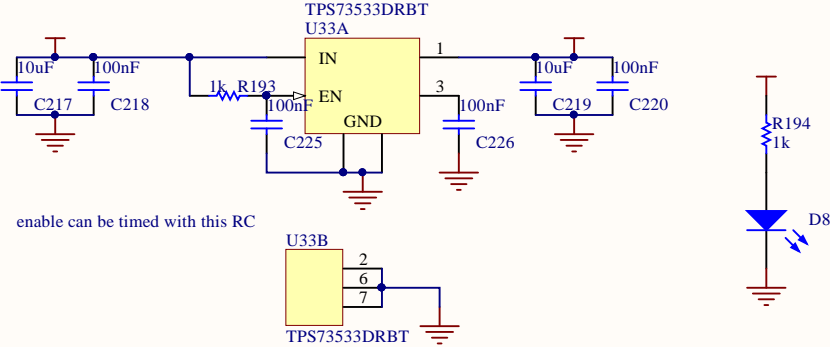 TPS73533DRBT
U33A
10uF
100nF
IN
1
10uF
100nF
1k R193
EN
3
C217
C218
100nF
100nF
C219
C220
GND
R194
1k
C225
C226
enable can be timed with this RC
D8
U33B
2
6
7
TPS73533DRBT